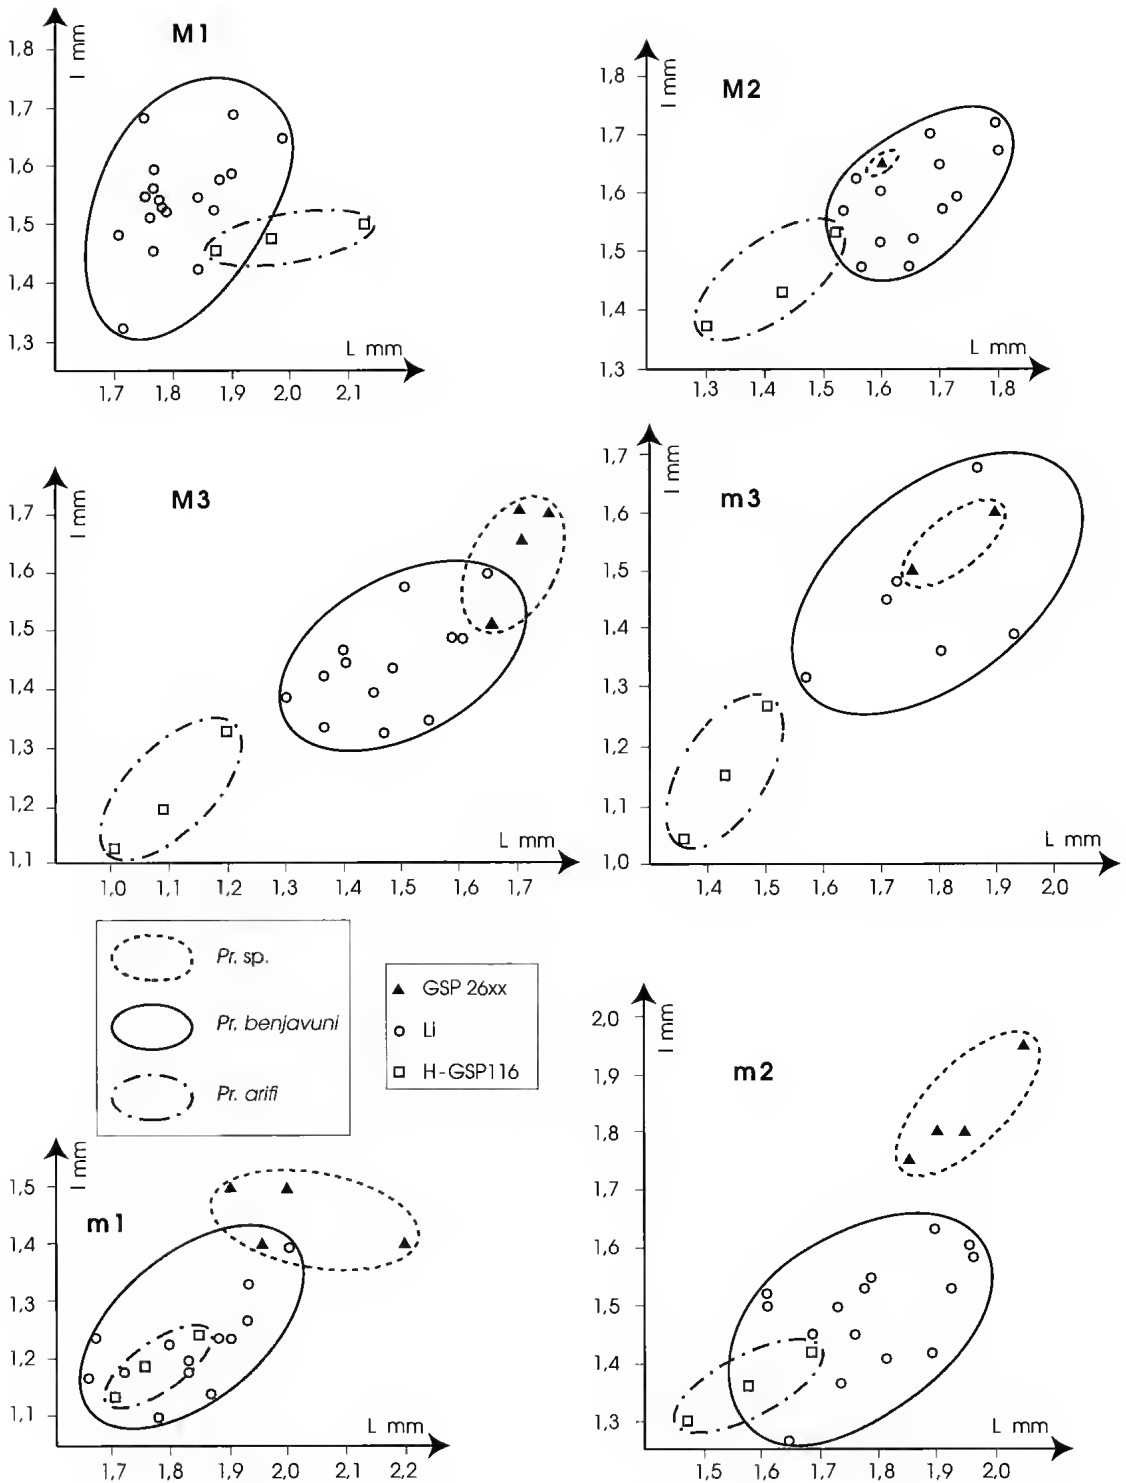 M1
l mm
1,8
1,7
1,6
1,5
1,4
1,3
L mm
1,7 1,8 1,9 2,0 2,1
M2
l mm
1,8
1,7
1,6
1,5
1,4
1,3
L mm
1,3 1,4 1,5 1,6 1,7 1,8
M3
l mm
1,7
1,6
1,5
1,4
1,3
1,2
1,1
L mm
1,0 1,1 1,2 1,3 1,4 1,5 1,6 1,7
m3
l mm
1,7
1,6
1,5
1,4
1,3
1,2
1,1
1,0
L mm
1,4 1,5 1,6 1,7 1,8 1,9 2,0
Pr. sp.
Pr. benjavuni
Pr. arifi
GSP 26xx
Li
H-GSP116
m1
l mm
1,5
1,4
1,3
1,2
1,1
L mm
1,7 1,8 1,9 2,0 2,1 2,2
m2
l mm
2,0
1,9
1,8
1,7
1,6
1,5
1,4
1,3
L mm
1,5 1,6 1,7 1,8 1,9 2,0